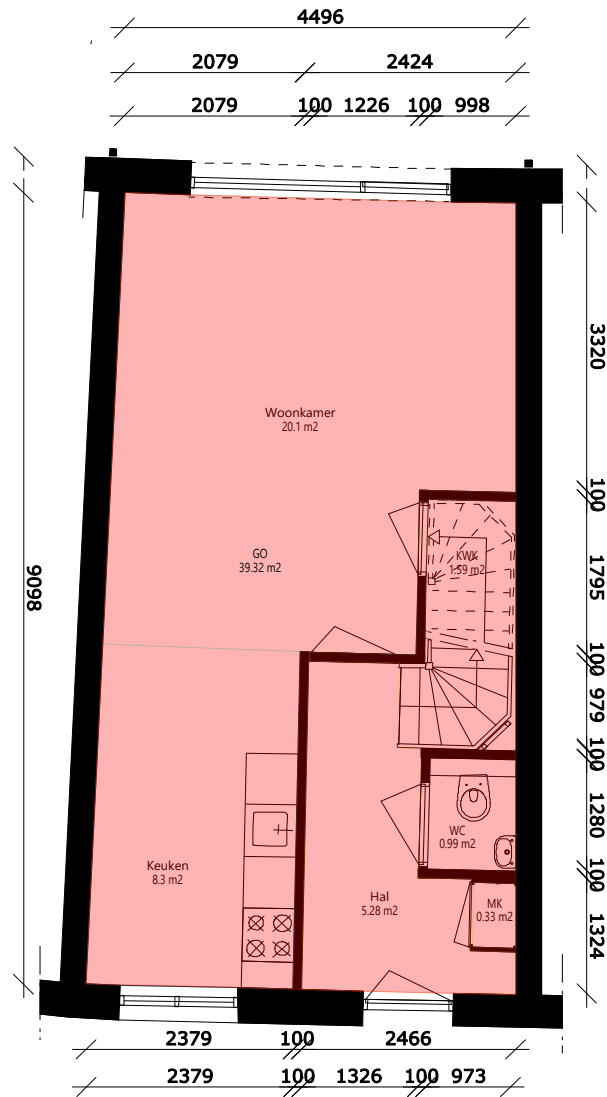 4496
2079 2424
2079 100 1226 100 998
3320
Woonkamer
20.1 m2
100
GO
39.32 m2
KWK
1.59 m2
1795
9098
100
979
100
WC
0.99 m2
1280
Keuken
8.3 m2
100
Hal
5.28 m2
MK
0.33 m2
1324
2379 100 2466
2379 100 1326 100 973